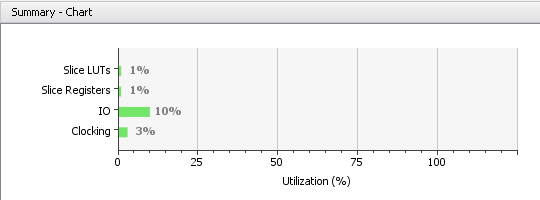 Summary - Chart
Slice LUTs 1%
Slice Registers 1%
IO 10%
Clocking 3%
0 25 50 75 100
Utilization (%)